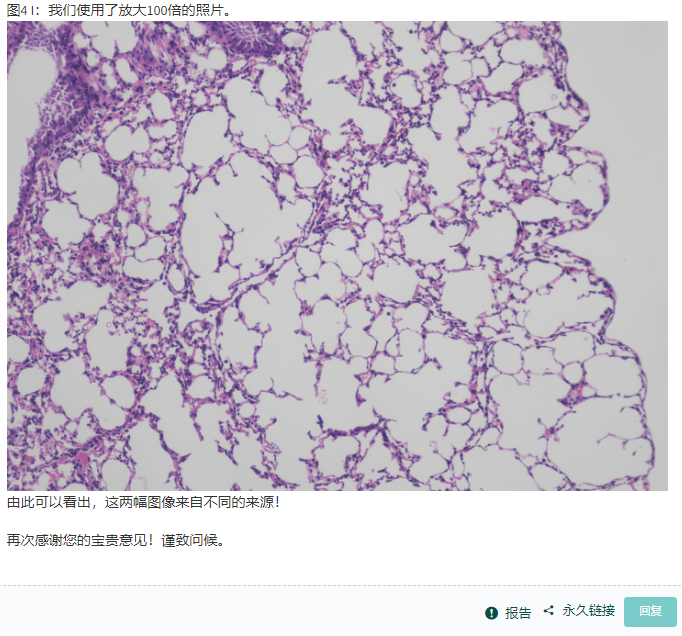 图4 I：我们使用了放大100倍的照片。
由此可以看出，这两幅图像来自不同的来源！
再次感谢您的宝贵意见！谨致问候。
报告 永久链接 回复